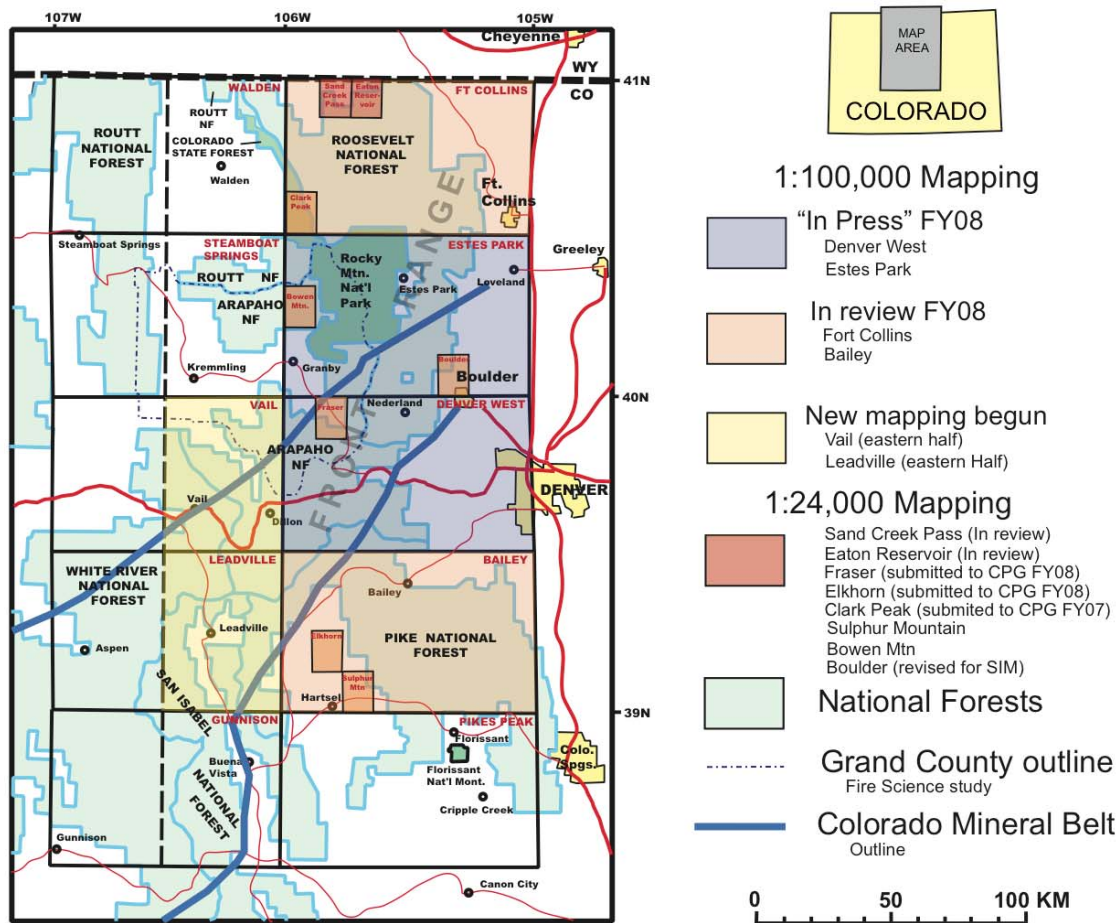 107W
106W
105W
Cheyenne
WY
CO
41N
WALDEN
Sand
Creek
Pass
Eaton
Reser-
voir
FT COLLINS
ROUTT
NATIONAL
FOREST
ROUTT
NF
COLORADO
STATE FOREST
Walden
ROOSEVELT
NATIONAL
FOREST
Clark
Peak
Ft.
Collins
FRONT RANGE
Steamboat Springs
STEAMBOAT
SPRINGS
ROUTT NF
ARAPAHO
NF
Bowen
Mtn.
Rocky
Mtn.
Nat'l
Park
ESTES PARK
Estes Park
Loveland
Greeley
Kremmling
Granby
Boulder
Boulder
40N
VAIL
Fraser
Nederland
DENVER WEST
ARAPAHO
NF
DENVER
Vail
Dillon
LEADVILLE
BAILEY
WHITE RIVER
NATIONAL
FOREST
Bailey
Leadville
Aspen
Elkhorn
PIKE NATIONAL
FOREST
SAN ISABEL
NATIONAL
FOREST
Hartsel
Sulphur
Mtn
39N
GUNNISON
PIKES PEAK
Florissant
Buena
Vista
Florissant
Nat'l Mont.
Colo.
Spgs.
Cripple Creek
Gunnison
Canon City
MAP
AREA
COLORADO
1:100,000 Mapping
“In Press” FY08
Denver West
Estes Park
In review FY08
Fort Collins
Bailey
New mapping begun
Vail (eastern half)
Leadville (eastern Half)
1:24,000 Mapping
Sand Creek Pass (In review)
Eaton Reservoir (In review)
Fraser (submitted to CPG FY08)
Elkhorn (submitted to CPG FY08)
Clark Peak (submited to CPG FY07)
Sulphur Mountain
Bowen Mtn
Boulder (revised for SIM)
National Forests
Grand County outline
Fire Science study
Colorado Mineral Belt
Outline
0 50 100 KM